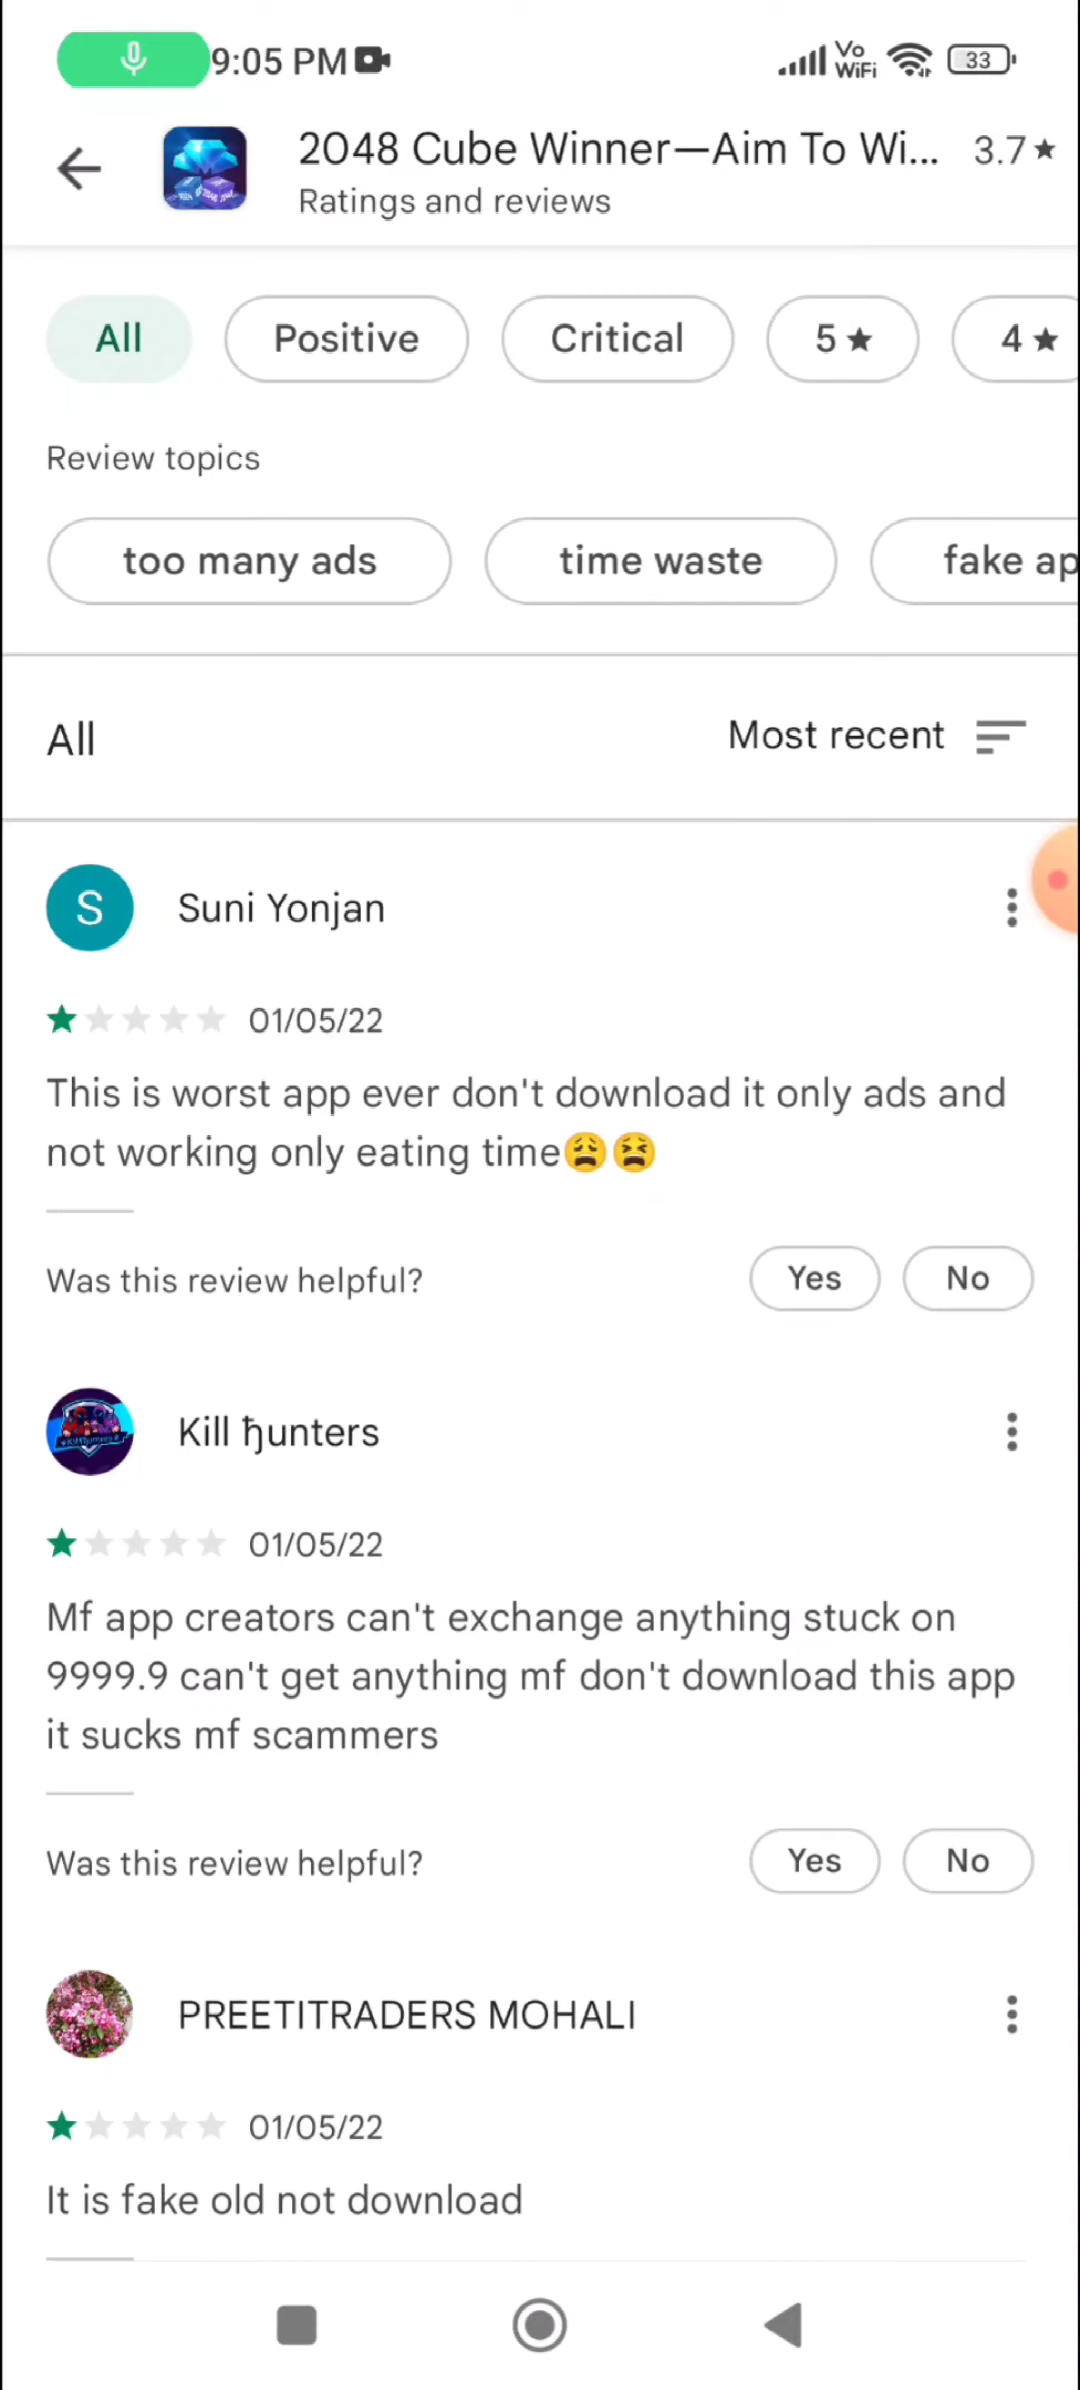 9:05 PM
Vo
WiFi
33
2048 Cube Winner—Aim To Wi...
3.7★
Ratings and reviews
All
Positive
Critical
5 ★
4 ★
Review topics
too many ads
time waste
fake ap
All
Most recent
S
Suni Yonjan
01/05/22
This is worst app ever don't download it only ads and
not working only eating time😩😫
Was this review helpful?
Yes
No
Kill ђunters
01/05/22
Mf app creators can't exchange anything stuck on
9999.9 can't get anything mf don't download this app
it sucks mf scammers
Was this review helpful?
Yes
No
PREETITRADERS MOHALI
01/05/22
It is fake old not download